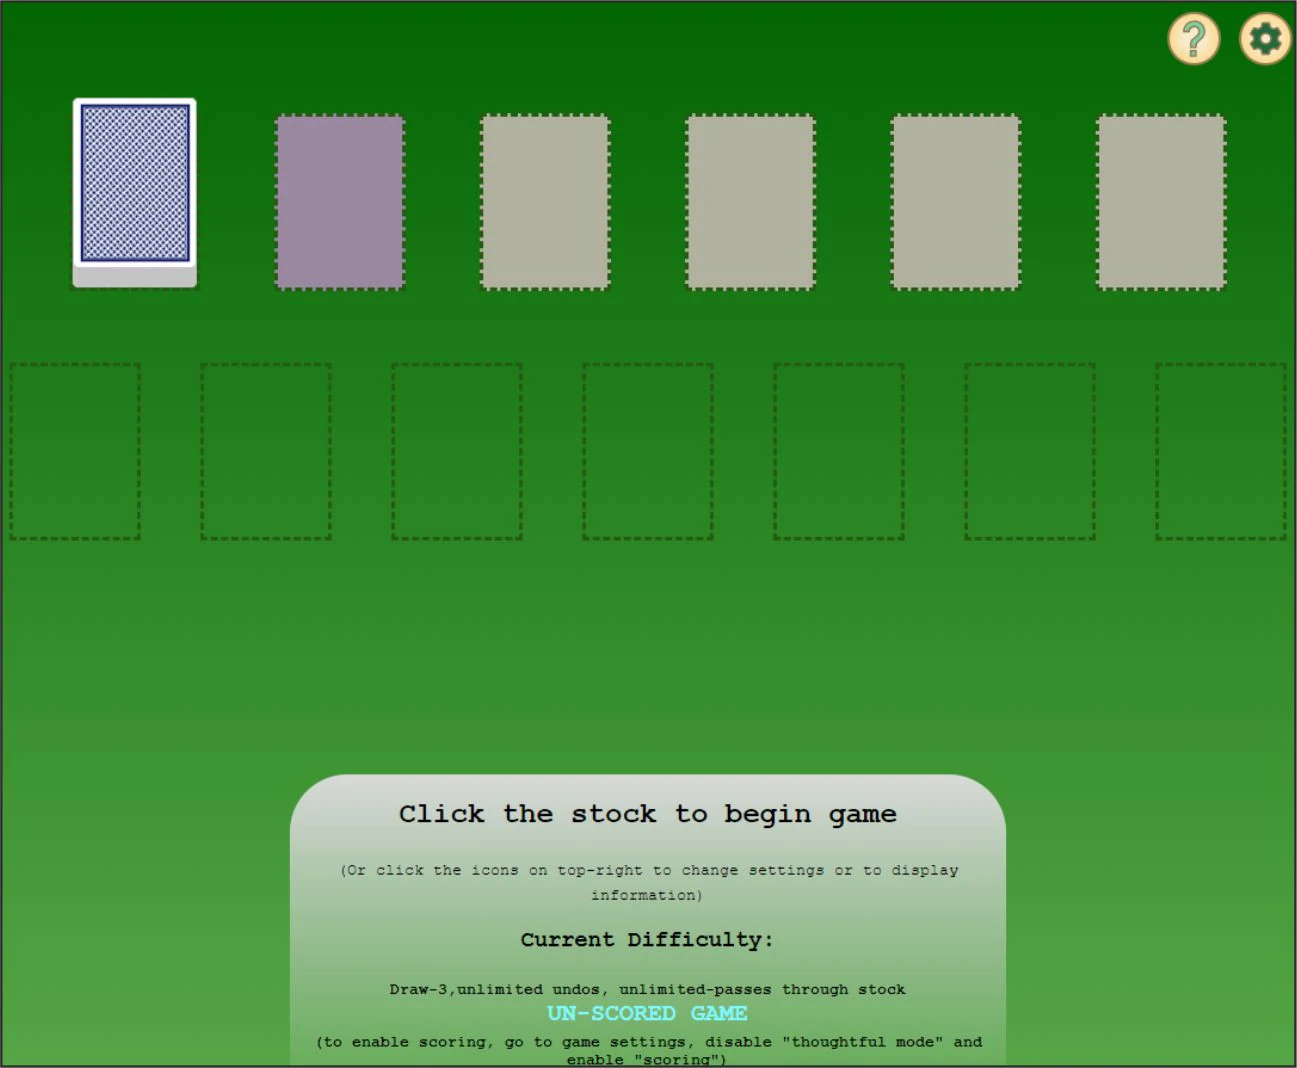 ?
Click the stock to begin game
(Or click the icons on top-right to change settings or to display
information)
Current Difficulty:
Draw-3,unlimited undos, unlimited-passes through stock
UN-SCORED GAME
(to enable scoring, go to game settings, disable "thoughtful mode" and
enable "scoring")